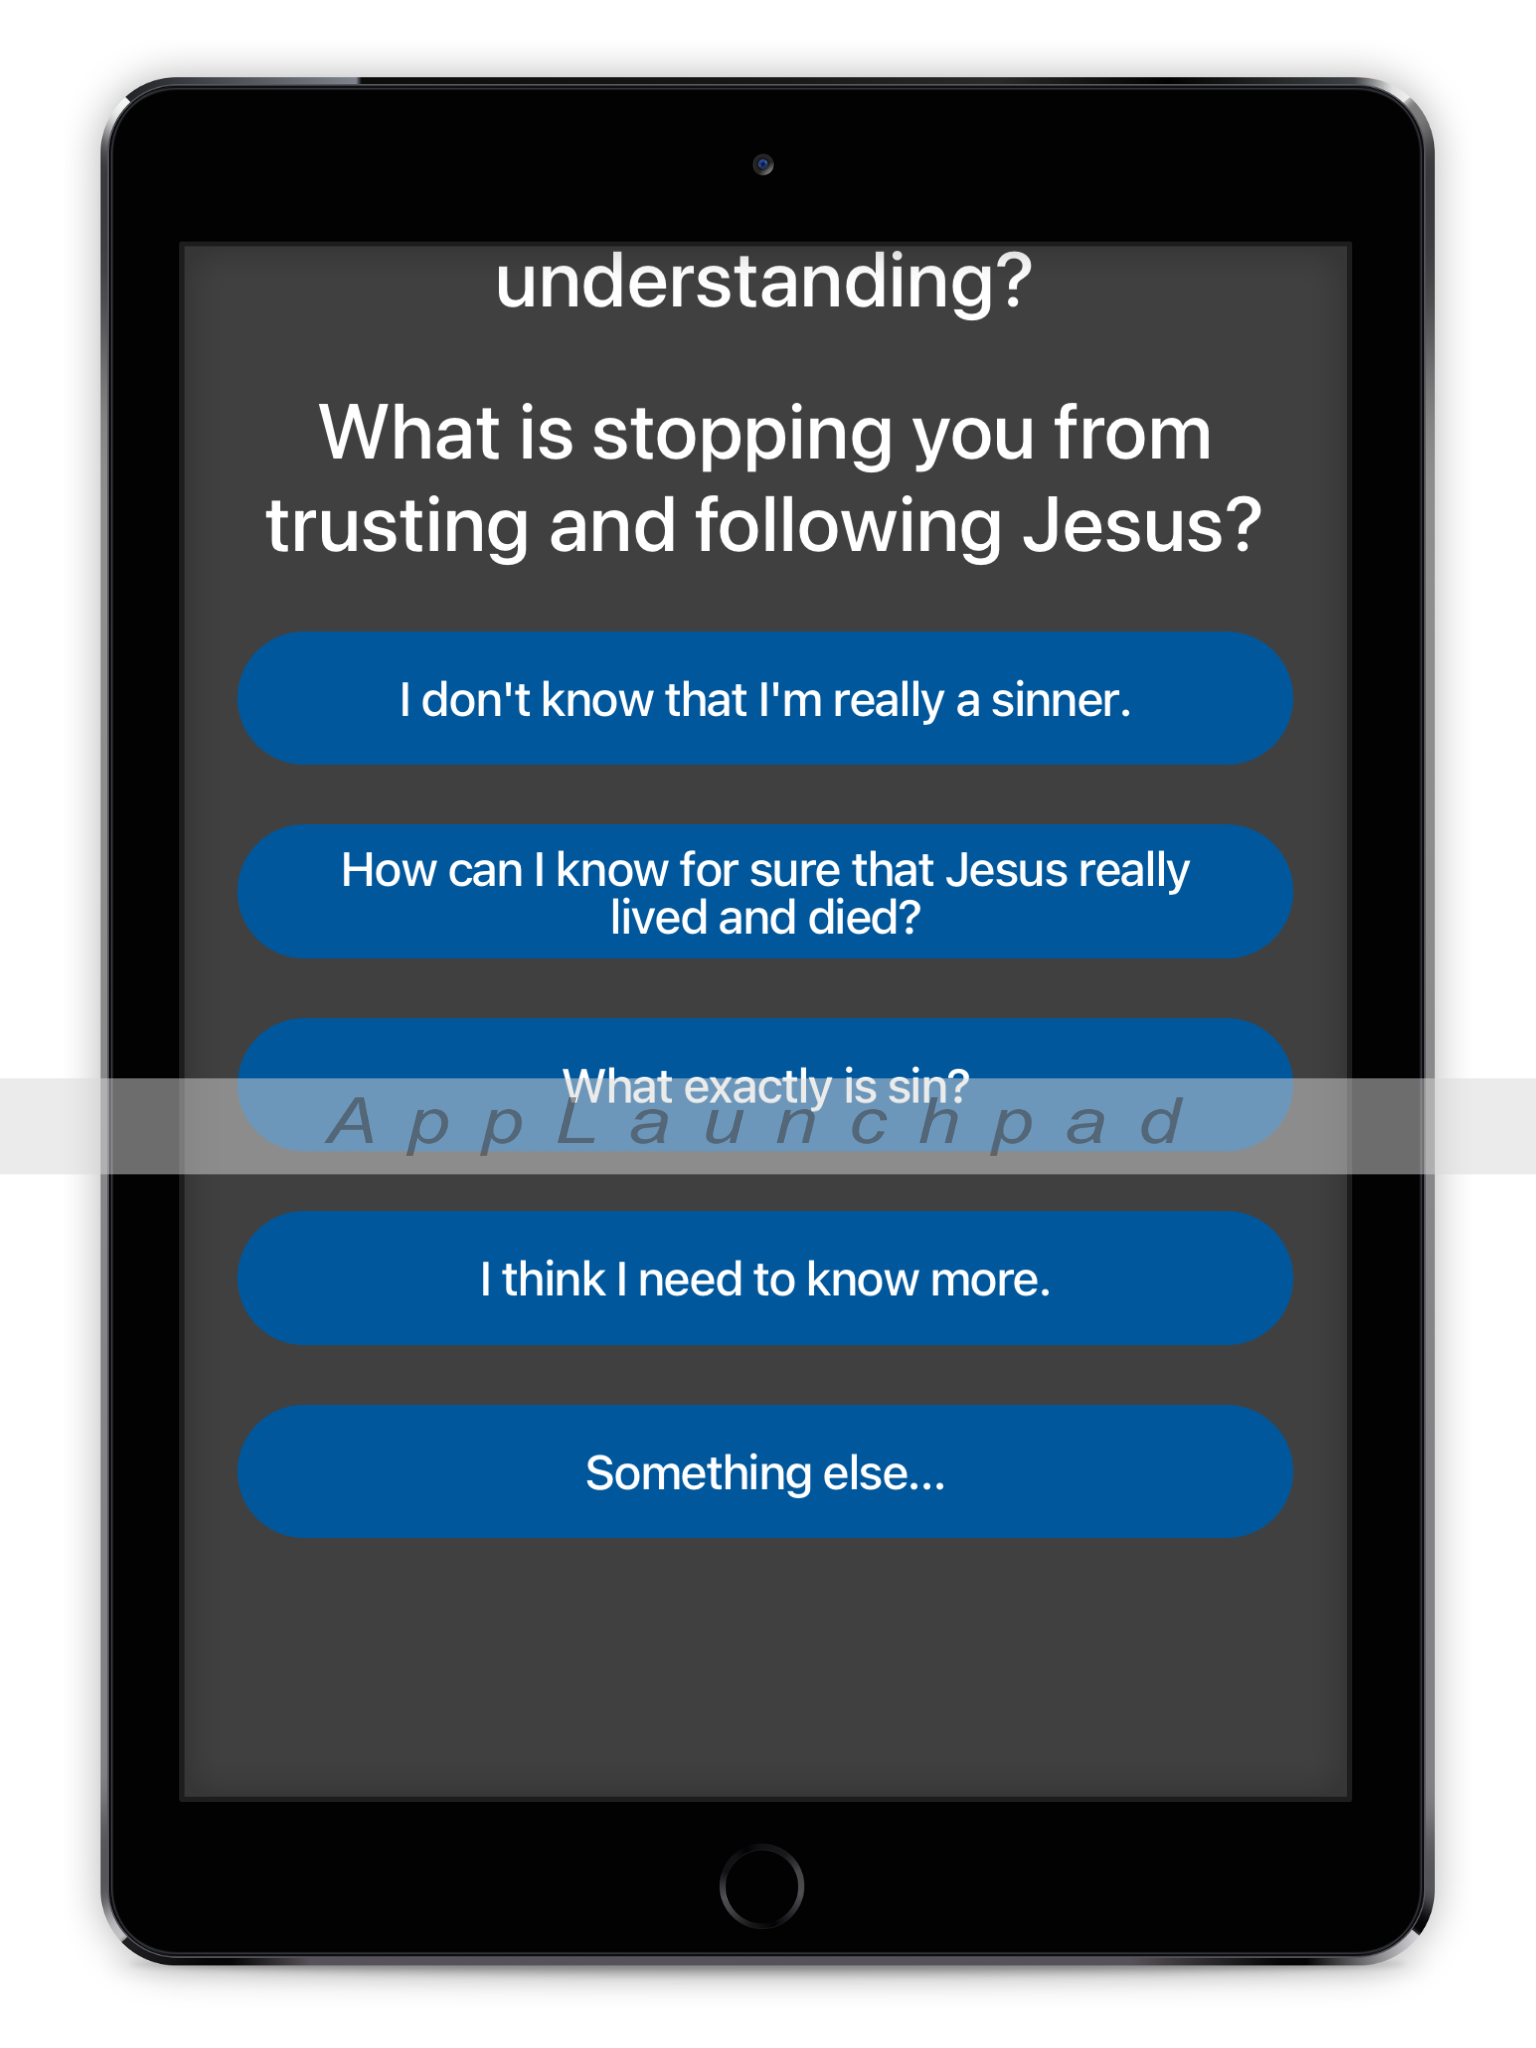 understanding?
What is stopping you from
trusting and following Jesus?
I don't know that I'm really a sinner.
How can I know for sure that Jesus really
lived and died?
What exactly is sin?
AppLaunchpad
I think I need to know more.
Something else...